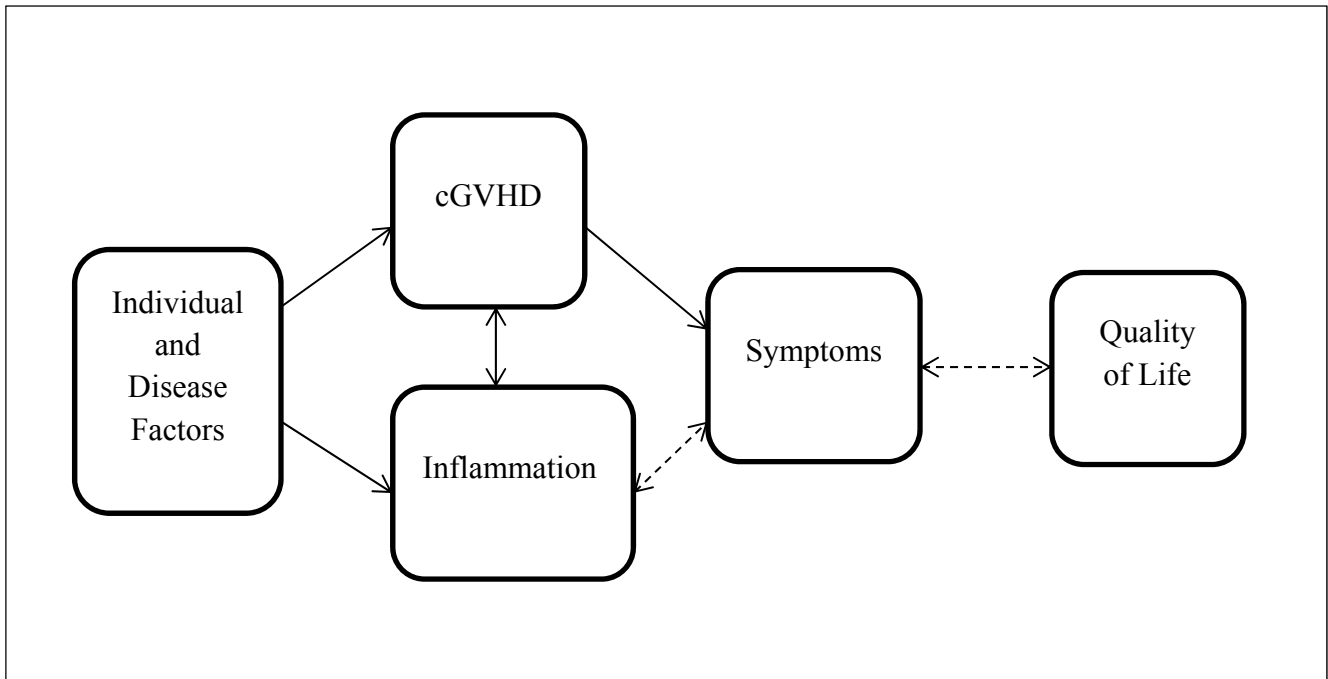 cGVHD
Individual
and
Disease
Factors
Inflammation
Symptoms
Quality
of Life